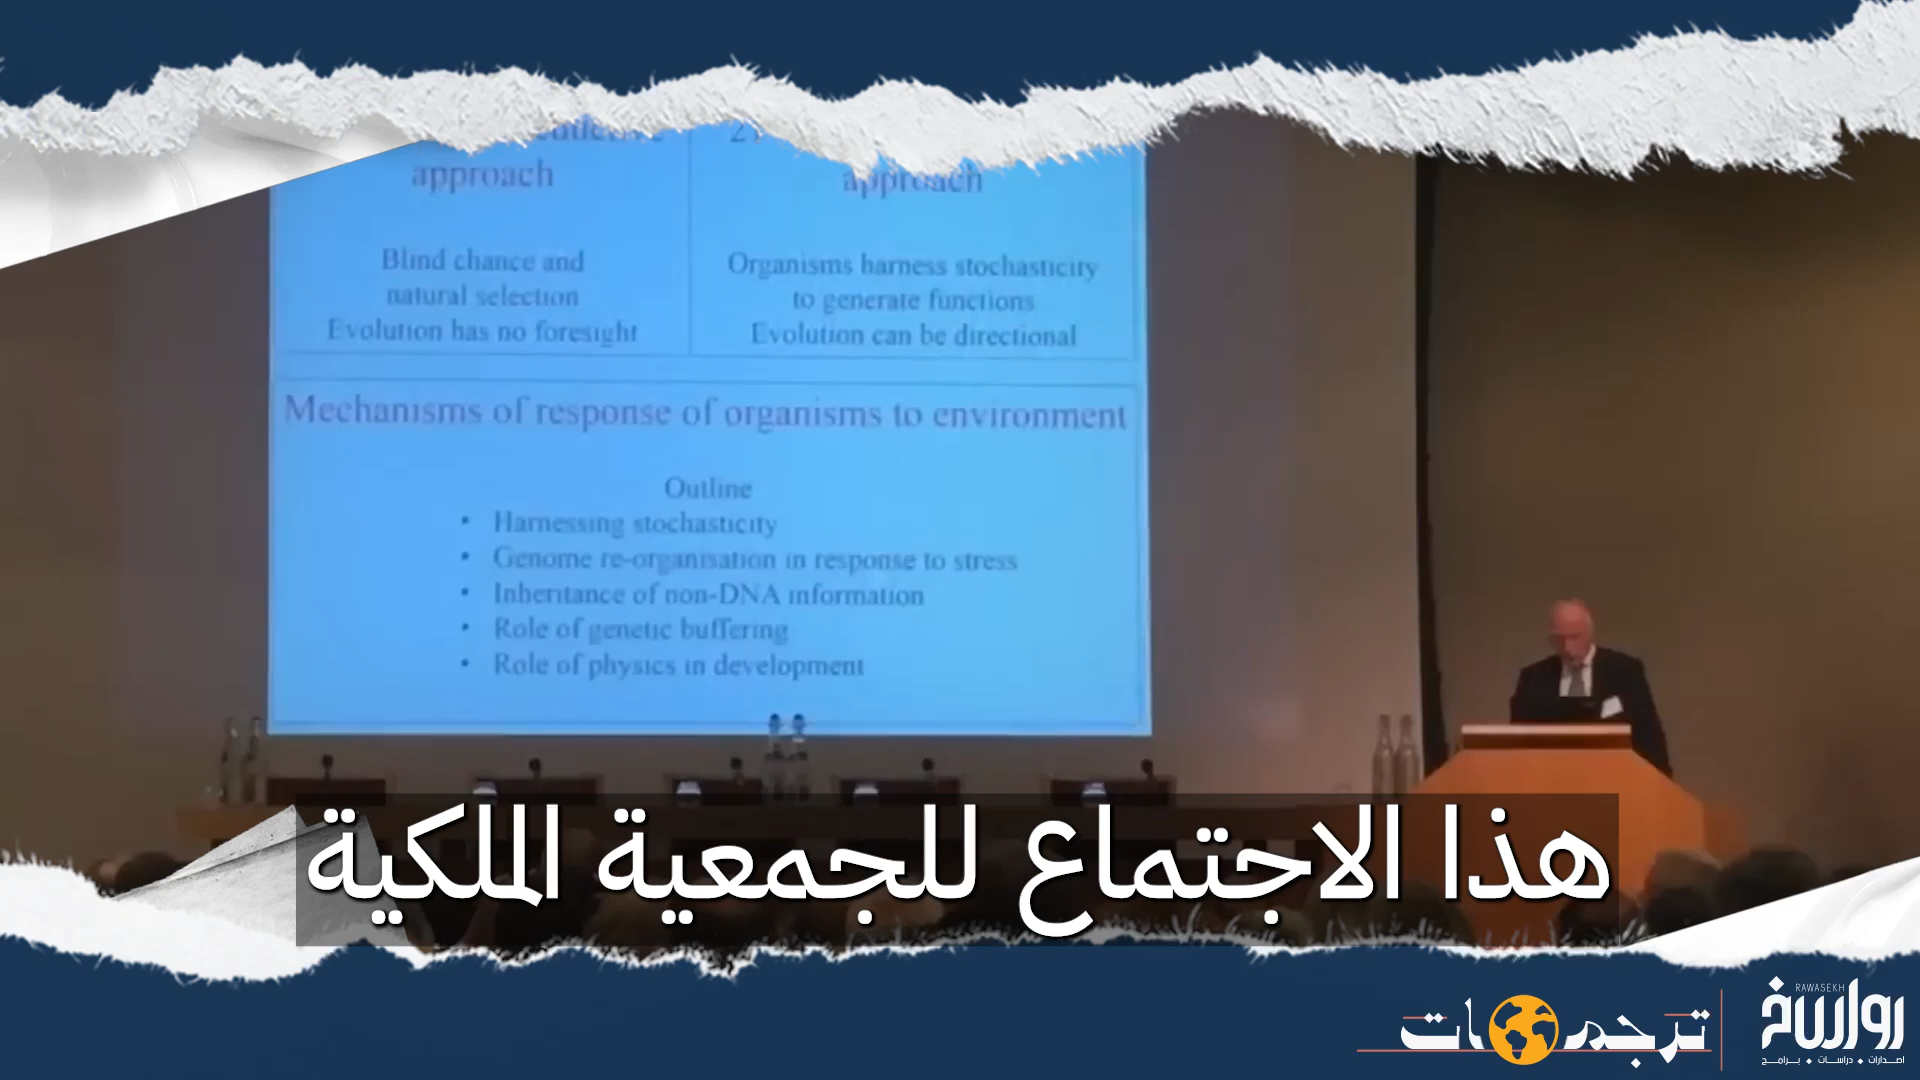 approach
approach
Blind chance and
natural selection
Evolution has no foresight
Organisms harness stochasticity
to generate functions
Evolution can be directional
Mechanisms of response of organisms to environment
Outline
• Harnessing stochasticity
• Genome re-organisation in response to stress
• Inheritance of non-DNA information
• Role of genetic buffering
• Role of physics in development
هذا الاجتماع للجمعية الملكية
ترجمات
RAWASEKH
رواسخ
اصدارات • دراسات • برامج